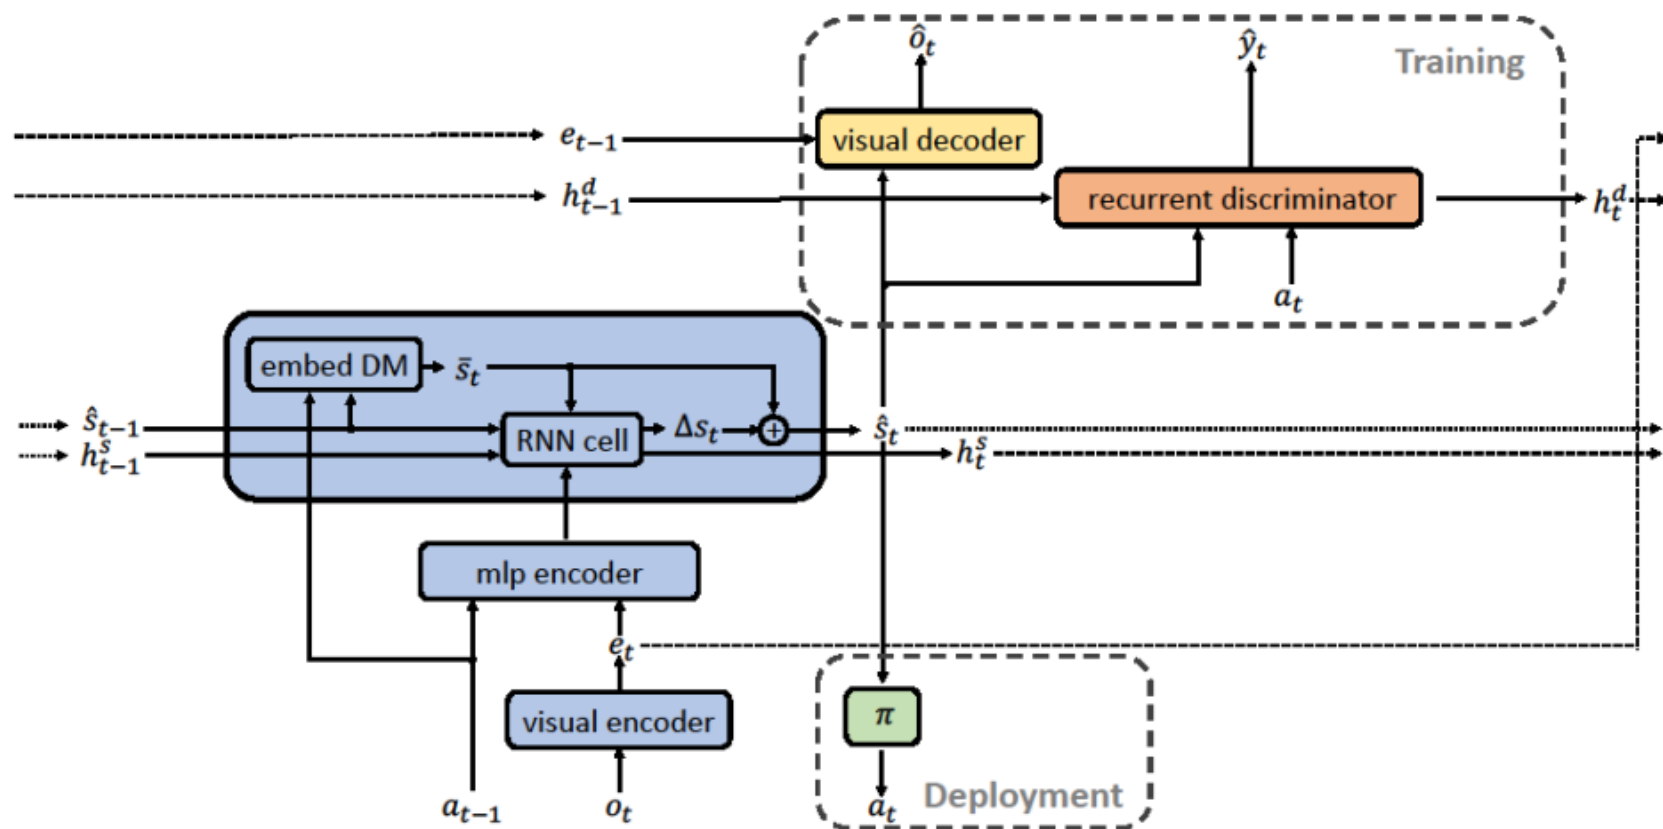 ô_t ŷ_t
Training
e_{t-1} visual decoder
h^d_{t-1} recurrent discriminator h^d_t
a_t
embed DM s̄_t
ŝ_{t-1} RNN cell Δs_t + ŝ_t
h^s_{t-1} h^s_t
mlp encoder
e_t
visual encoder π
a_{t-1} o_t a_t Deployment